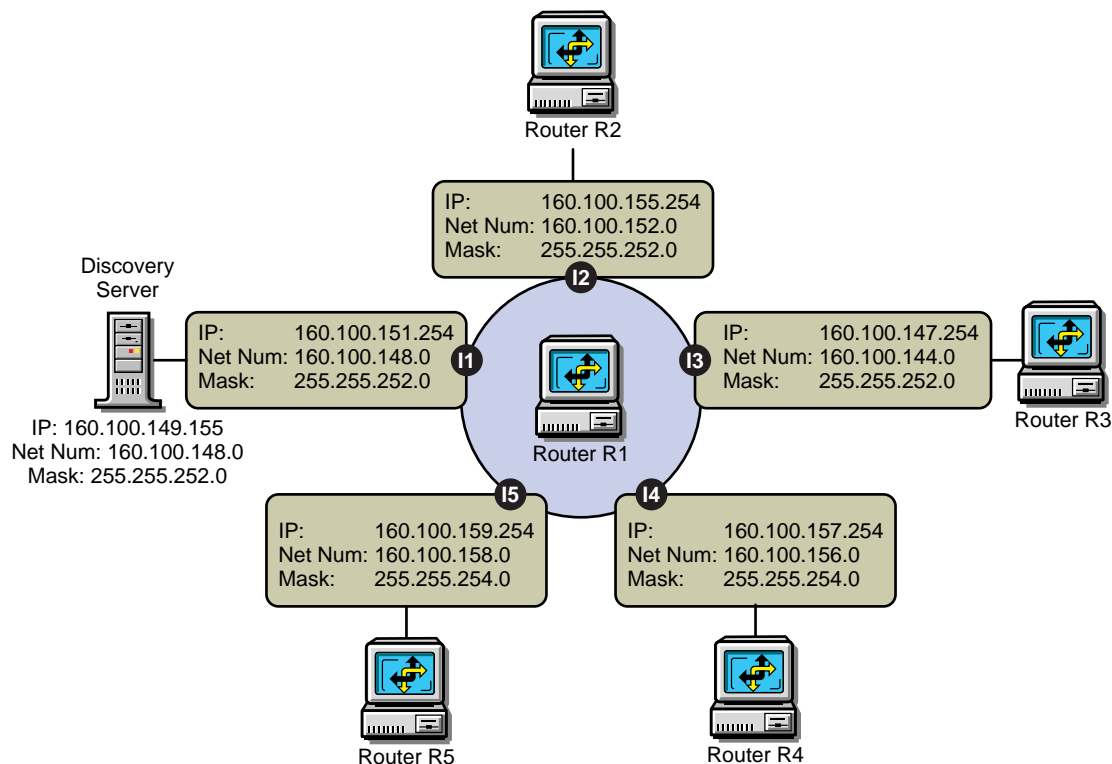 Router R2
IP: 160.100.155.254
Net Num: 160.100.152.0
Mask: 255.255.252.0
I2
Discovery
Server
IP: 160.100.149.155
Net Num: 160.100.148.0
Mask: 255.255.252.0
IP: 160.100.151.254
Net Num: 160.100.148.0
Mask: 255.255.252.0
I1
Router R1
I3
IP: 160.100.147.254
Net Num: 160.100.144.0
Mask: 255.255.252.0
Router R3
I5
IP: 160.100.159.254
Net Num: 160.100.158.0
Mask: 255.255.254.0
Router R5
I4
IP: 160.100.157.254
Net Num: 160.100.156.0
Mask: 255.255.254.0
Router R4